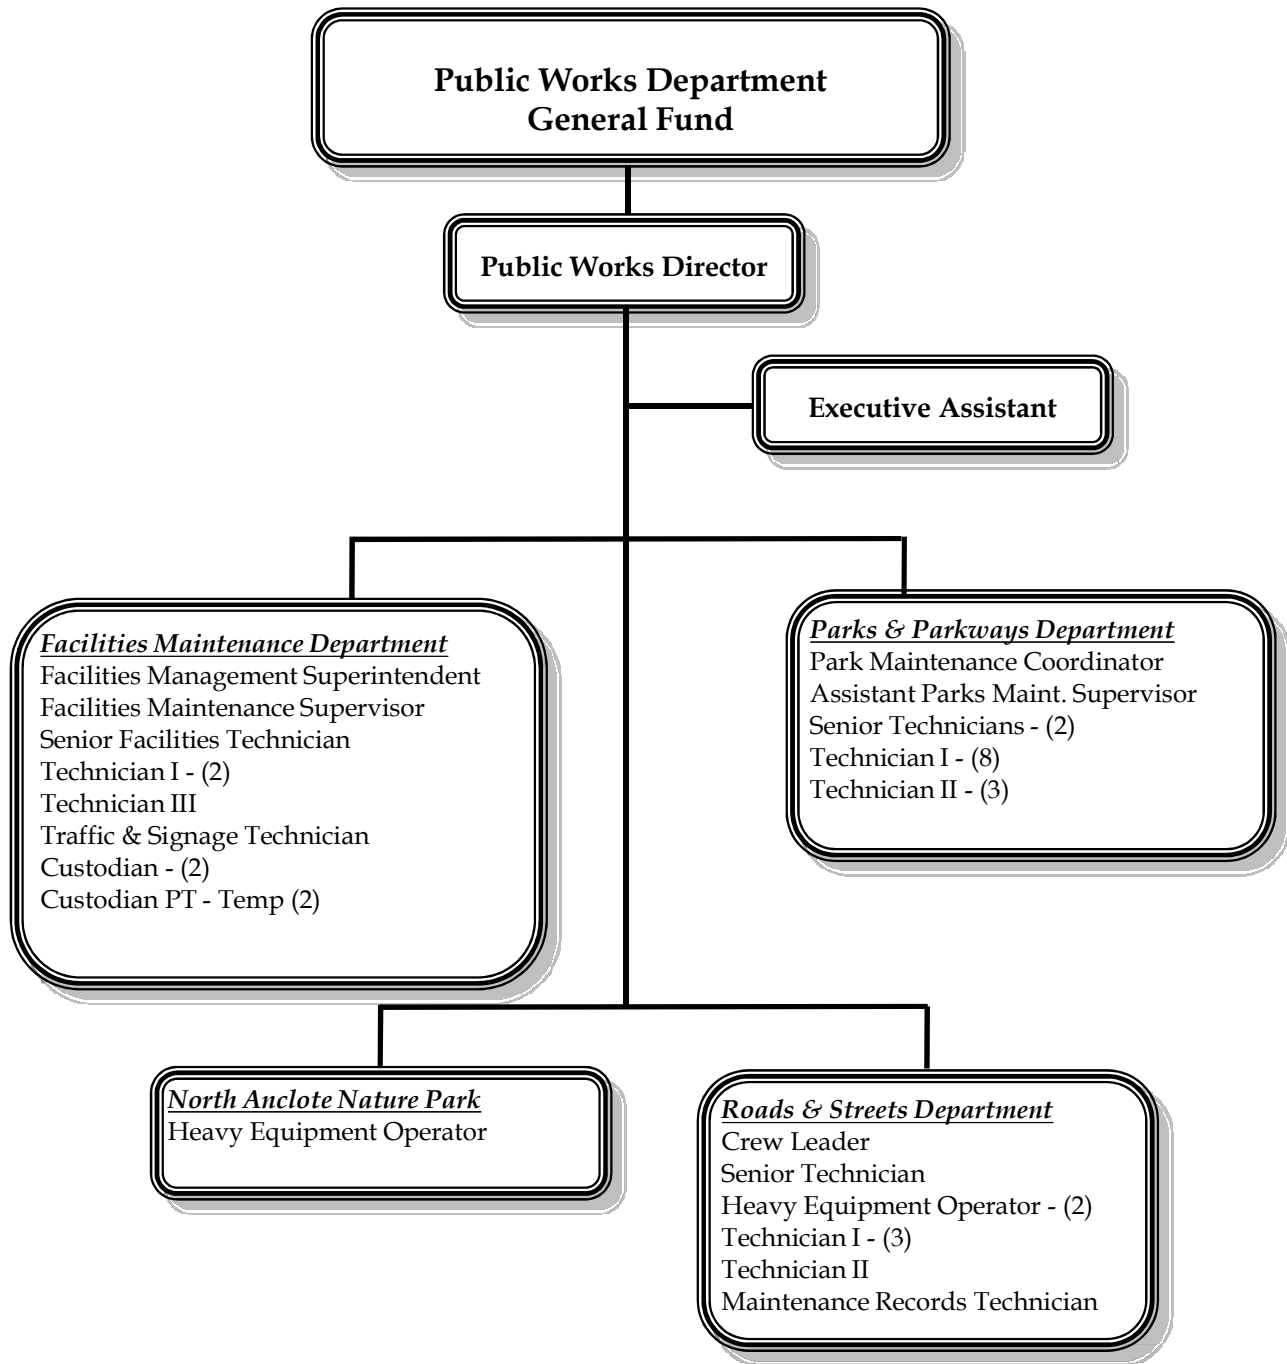 Public Works Department
General Fund
Public Works Director
Executive Assistant
Facilities Maintenance Department
Facilities Management Superintendent
Facilities Maintenance Supervisor
Senior Facilities Technician
Technician I - (2)
Technician III
Traffic & Signage Technician
Custodian - (2)
Custodian PT - Temp (2)
Parks & Parkways Department
Park Maintenance Coordinator
Assistant Parks Maint. Supervisor
Senior Technicians - (2)
Technician I - (8)
Technician II - (3)
North Anclote Nature Park
Heavy Equipment Operator
Roads & Streets Department
Crew Leader
Senior Technician
Heavy Equipment Operator - (2)
Technician I - (3)
Technician II
Maintenance Records Technician